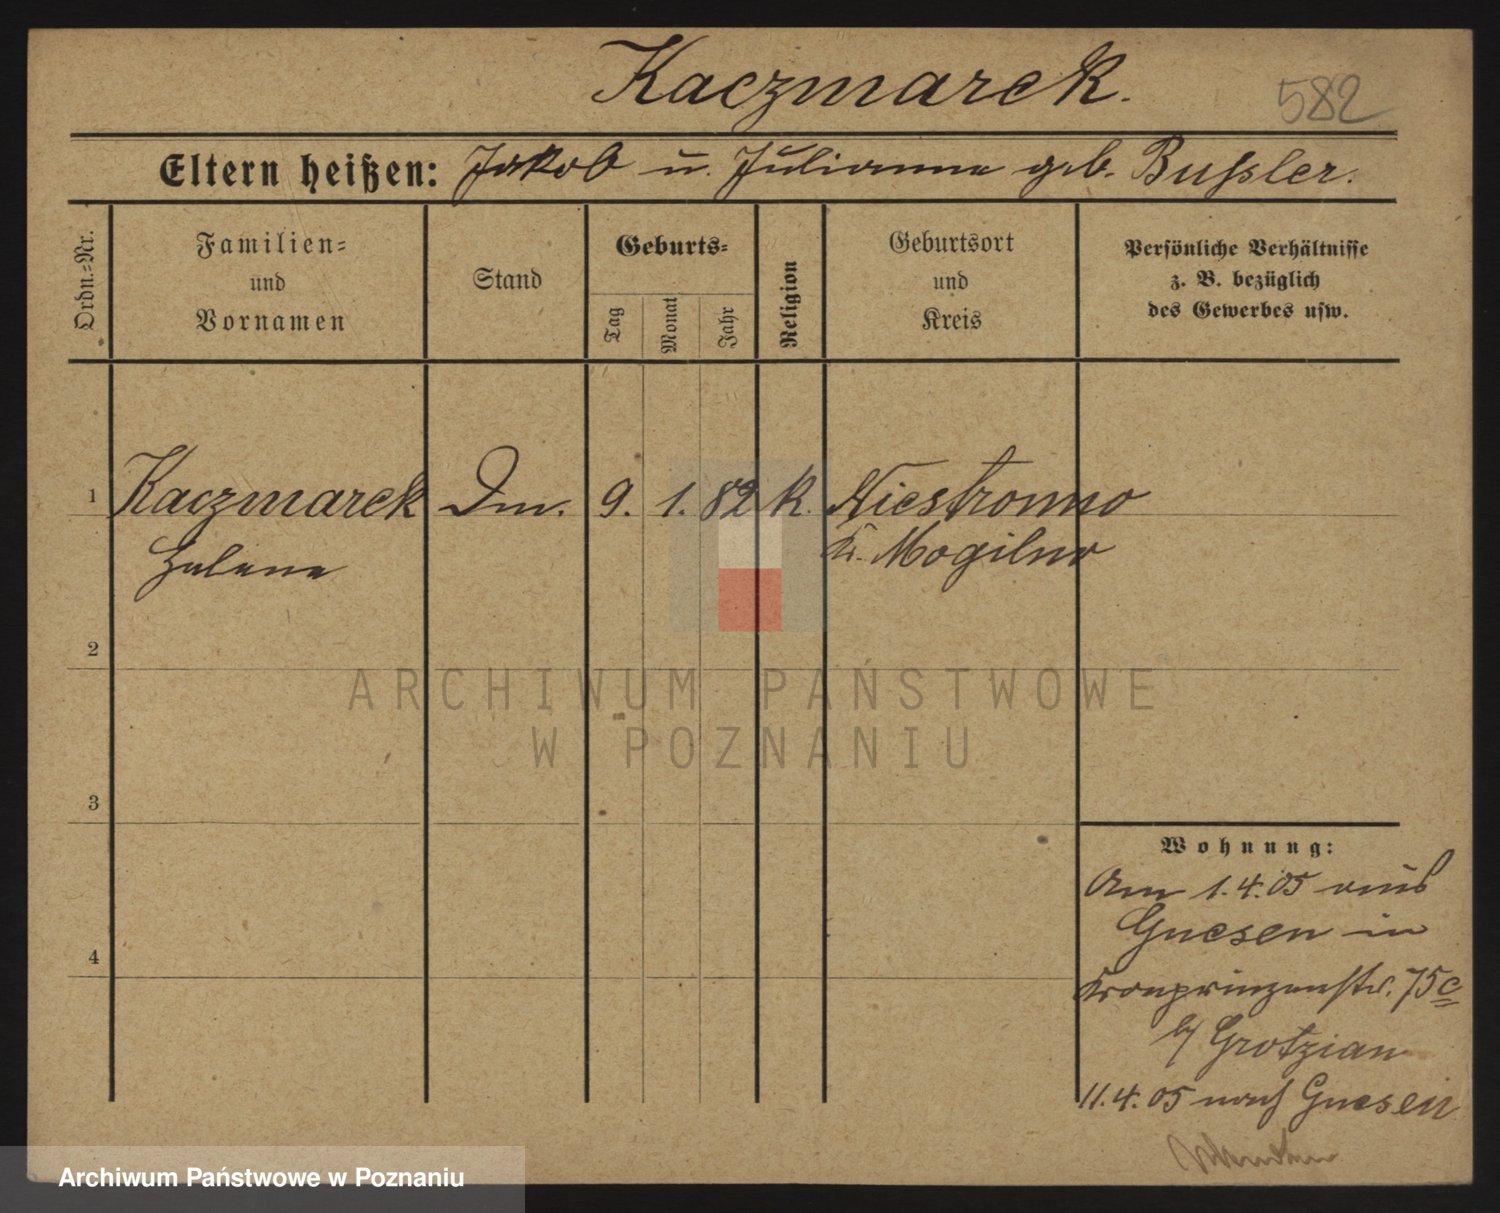 Kaczmarek.
582
Eltern heißen: Jakob u. Julianna geb. Bußler.
Ordn.=Nr.
Familien=
und
Vornamen
Stand
Geburts=
Tag
Monat
Jahr
Religion
Geburtsort
und
Kreis
Persönliche Verhältnisse
z. B. bezüglich
des Gewerbes usw.
1 Kaczmarek Dm. 9. 1. 82 k. Niestronno
Helene Kr. Mogilno
2
ARCHIWUM PAŃSTWOWE
W POZNANIU
3
Wohnung:
Am 1.4.05 aus
Gnesen in
4
Kronprinzenstr. 75c
b/ Grotzian
11.4.05 nach Gnesen
Archiwum Państwowe w Poznaniu